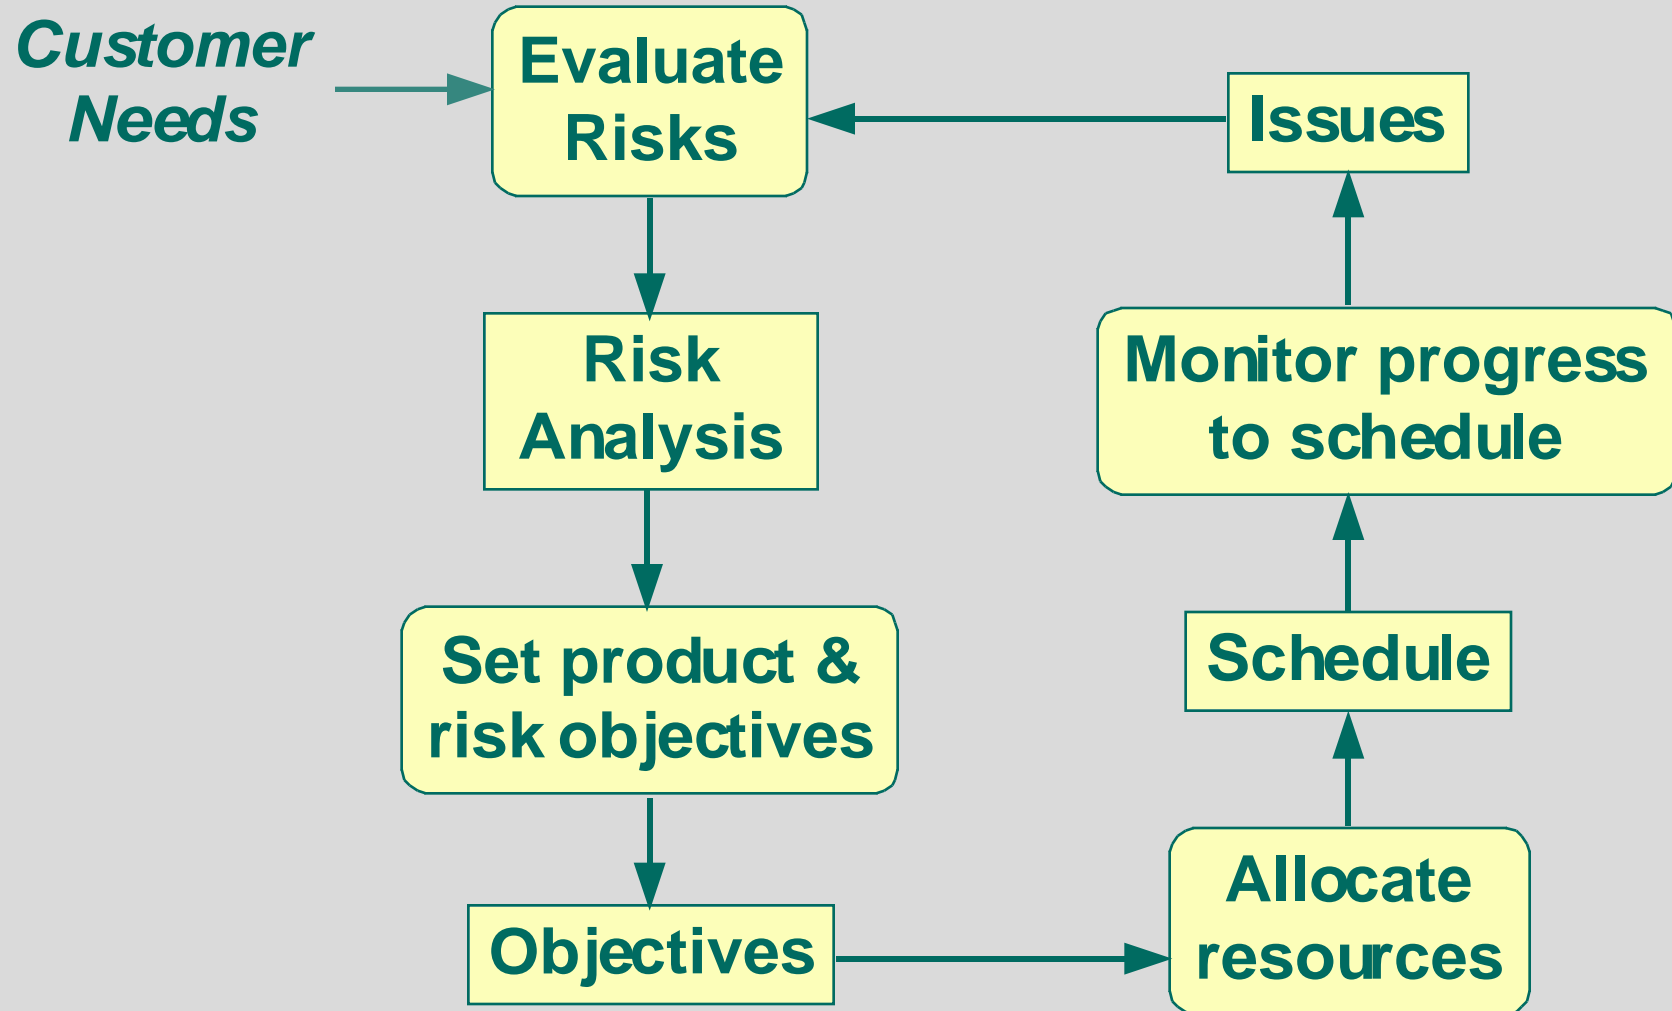 Customer
Needs
Evaluate
Risks
Issues
Risk
Analysis
Monitor progress
to schedule
Set product &
risk objectives
Schedule
Objectives
Allocate
resources